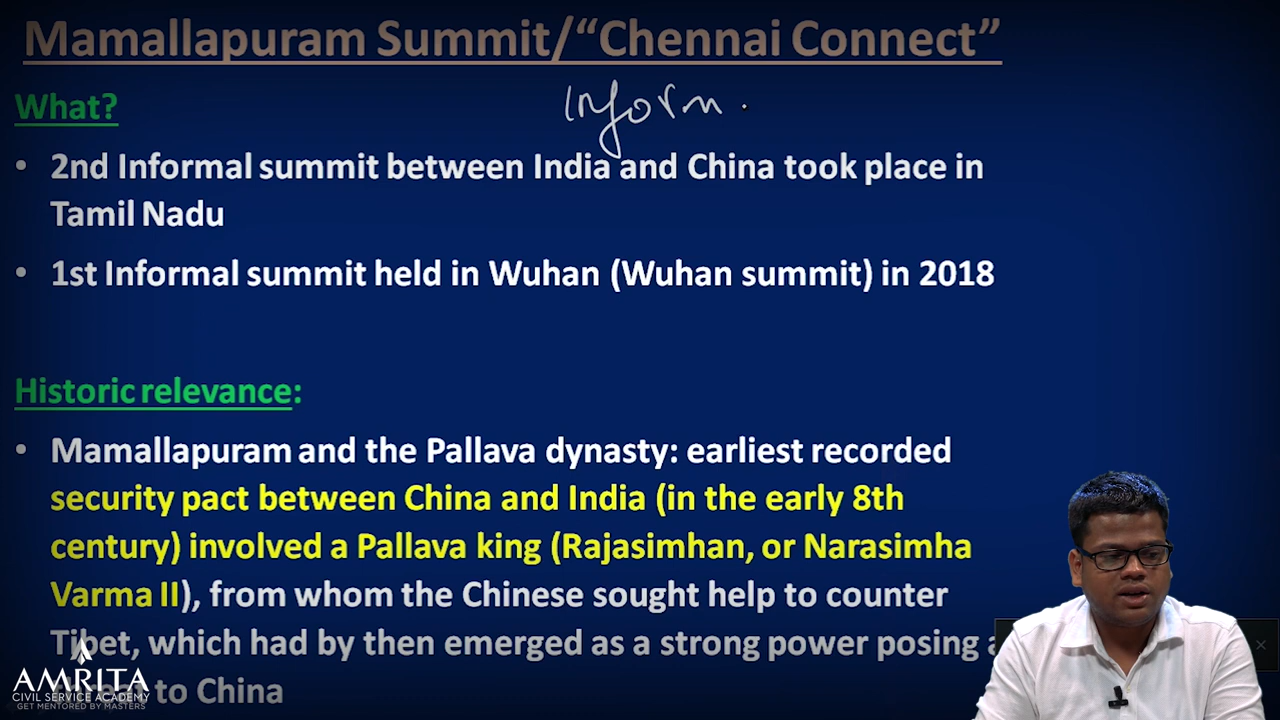 Mamallapuram Summit/“Chennai Connect”
Inform
What?
• 2nd Informal summit between India and China took place in
Tamil Nadu
• 1st Informal summit held in Wuhan (Wuhan summit) in 2018
Historic relevance:
• Mamallapuram and the Pallava dynasty: earliest recorded
security pact between China and India (in the early 8th
century) involved a Pallava king (Rajasimhan, or Narasimha
Varma II), from whom the Chinese sought help to counter
Tibet, which had by then emerged as a strong power posing a
to China
AMRITA
CIVIL SERVICE ACADEMY
GET MENTORED BY MASTERS